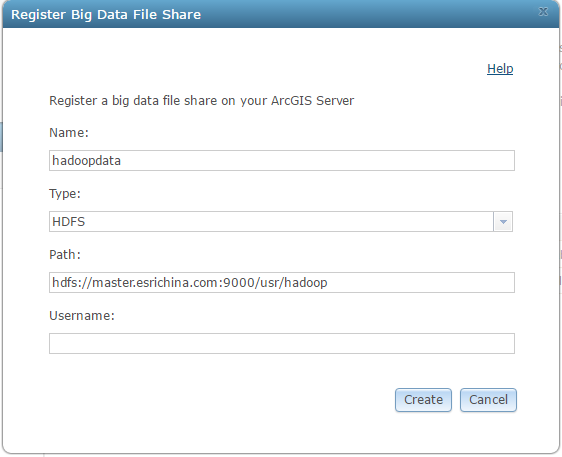 Register Big Data File Share
Help
Register a big data file share on your ArcGIS Server
Name:
hadoopdata
Type:
HDFS
Path:
hdfs://master.esrichina.com:9000/usr/hadoop
Username:
Create Cancel